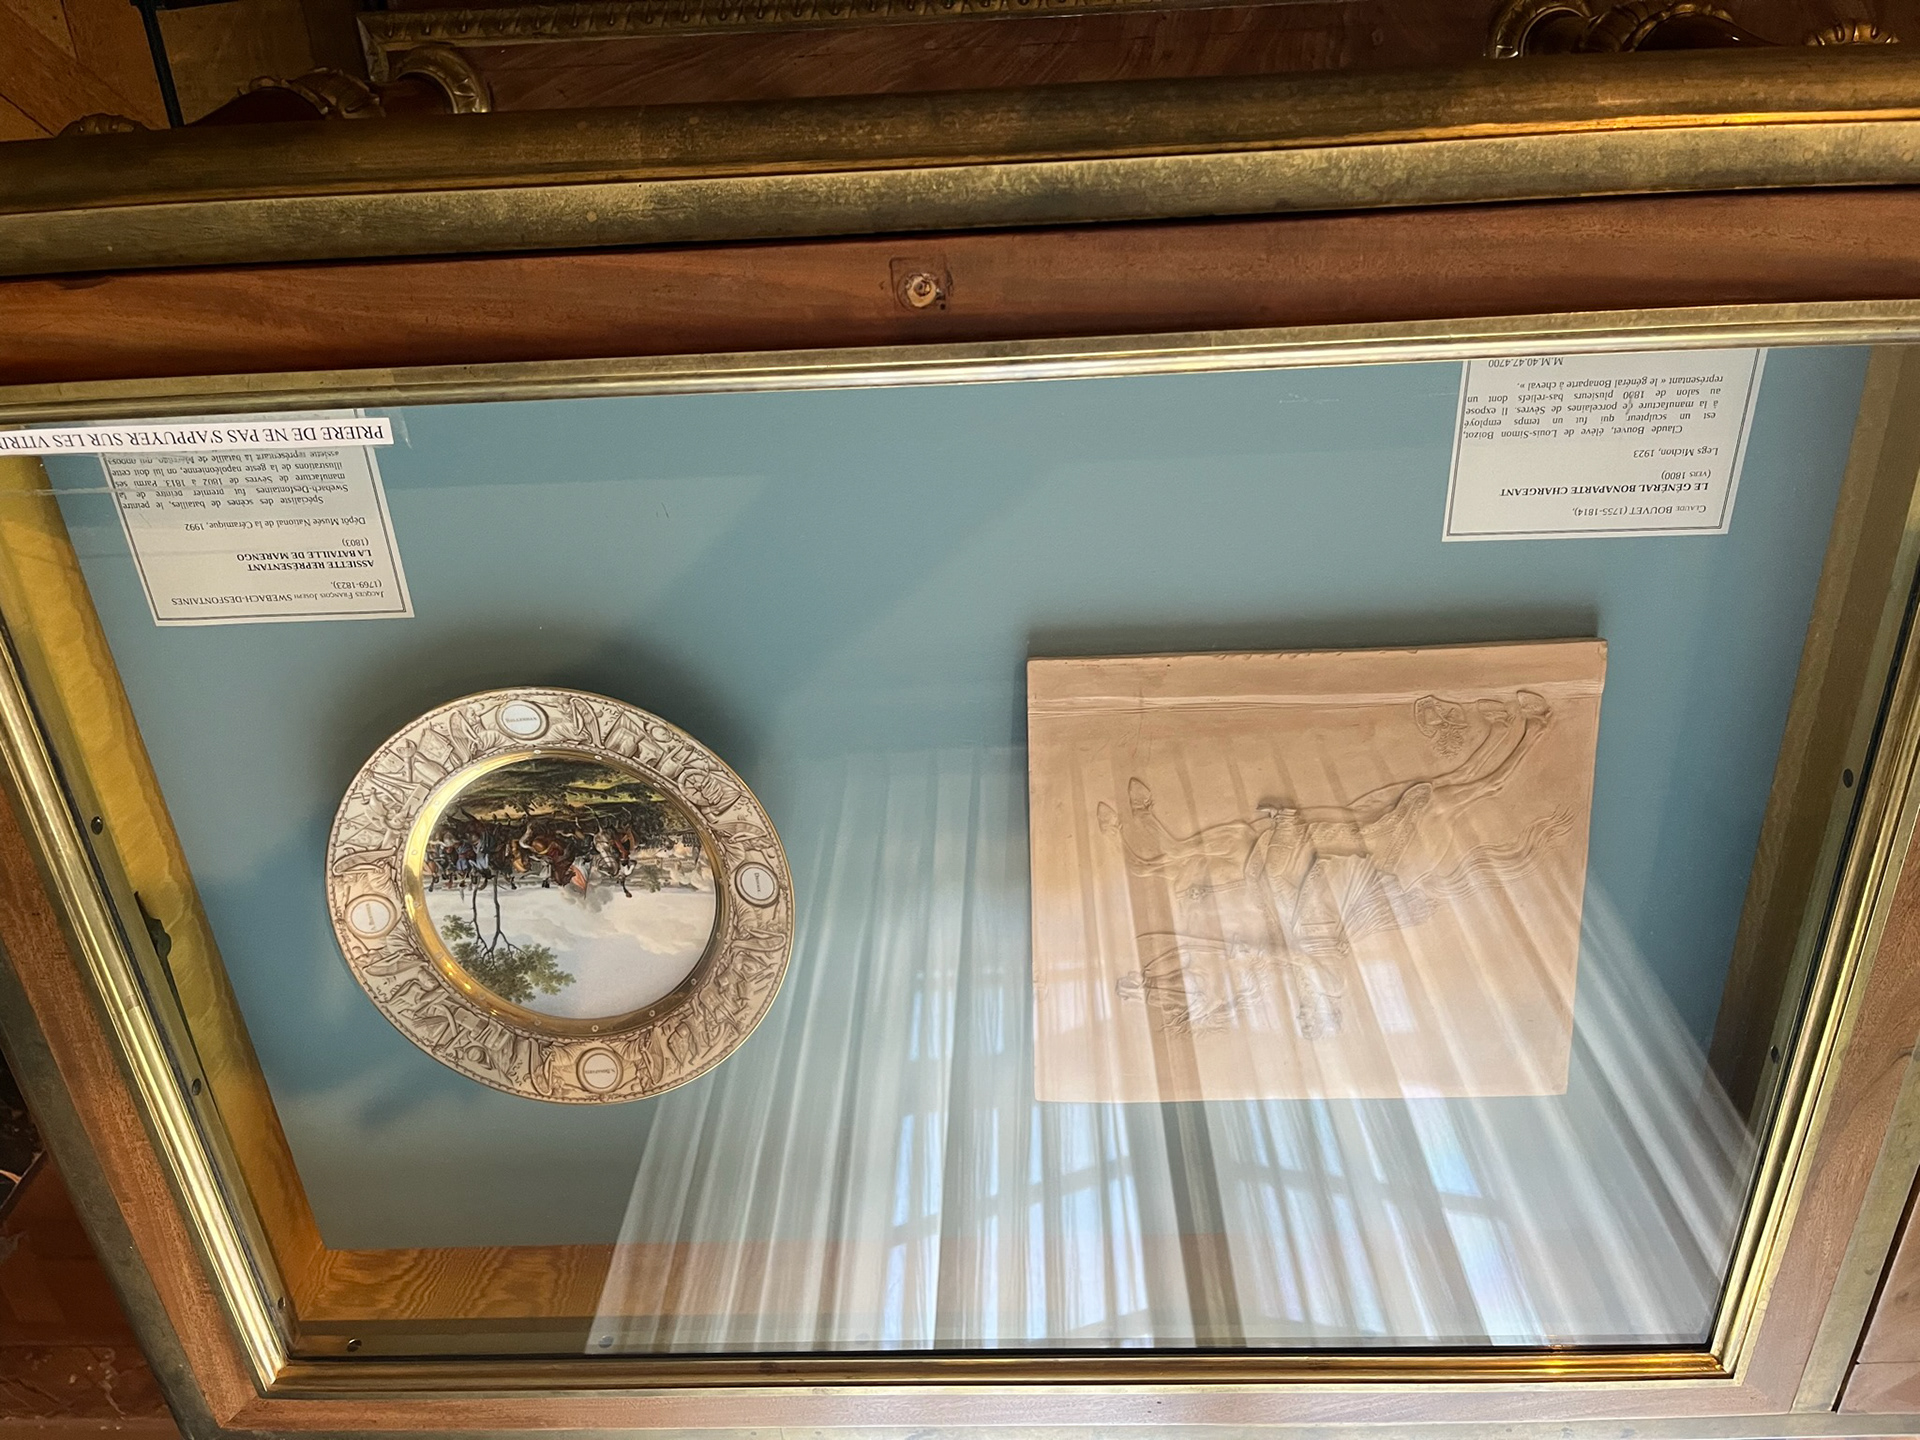 Claude BOUVET (1755-1814),
LE GÉNÉRAL BONAPARTE CHARGEANT
(vers 1800)
Legs Michon, 1923
Claude Bouvet, élève de Louis-Simon Boizot,
est un sculpteur qui fut un temps employé
à la manufacture de porcelaines de Sèvres. Il expose
au salon de 1800 plusieurs bas-reliefs dont un
représentant « le général Bonaparte à cheval ».
M.M.40.47.4700
Jacques François Joseph SWEBACH-DESFONTAINES
(1769-1823),
ASSIETTE REPRÉSENTANT
LA BATAILLE DE MARENGO
(1803)
Dépôt Musée National de la Céramique, 1992
Spécialiste des scènes de batailles, le peintre
Swebach-Desfontaines fut premier peintre de la
manufacture de Sèvres de 1802 à 1813. Parmi ses
illustrations de la geste napoléonienne, on lui doit cette
assiette représentant la bataille de Marengo qui
PRIERE DE NE PAS S'APPUYER SUR LES VITRI